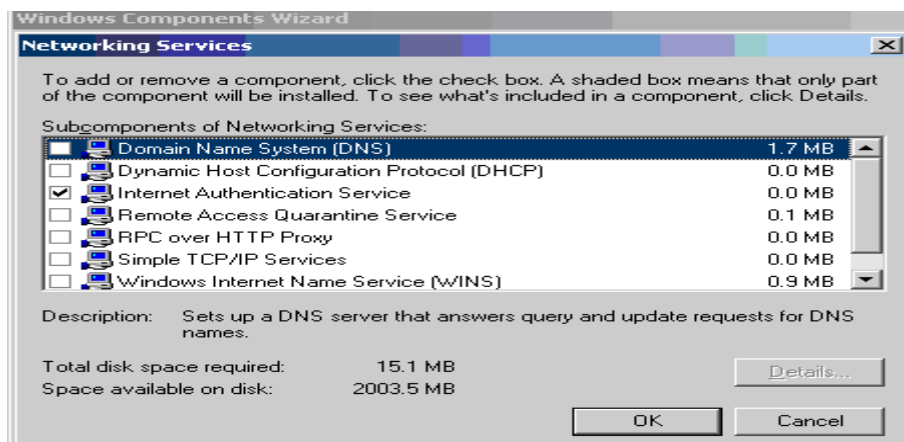 Windows Components Wizard
Networking Services
To add or remove a component, click the check box. A shaded box means that only part
of the component will be installed. To see what's included in a component, click Details.
Subcomponents of Networking Services:
Domain Name System (DNS) 1.7 MB
Dynamic Host Configuration Protocol (DHCP) 0.0 MB
Internet Authentication Service 0.0 MB
Remote Access Quarantine Service 0.1 MB
RPC over HTTP Proxy 0.0 MB
Simple TCP/IP Services 0.0 MB
Windows Internet Name Service (WINS) 0.9 MB
Description: Sets up a DNS server that answers query and update requests for DNS
names.
Total disk space required: 15.1 MB
Space available on disk: 2003.5 MB
Details...
OK Cancel